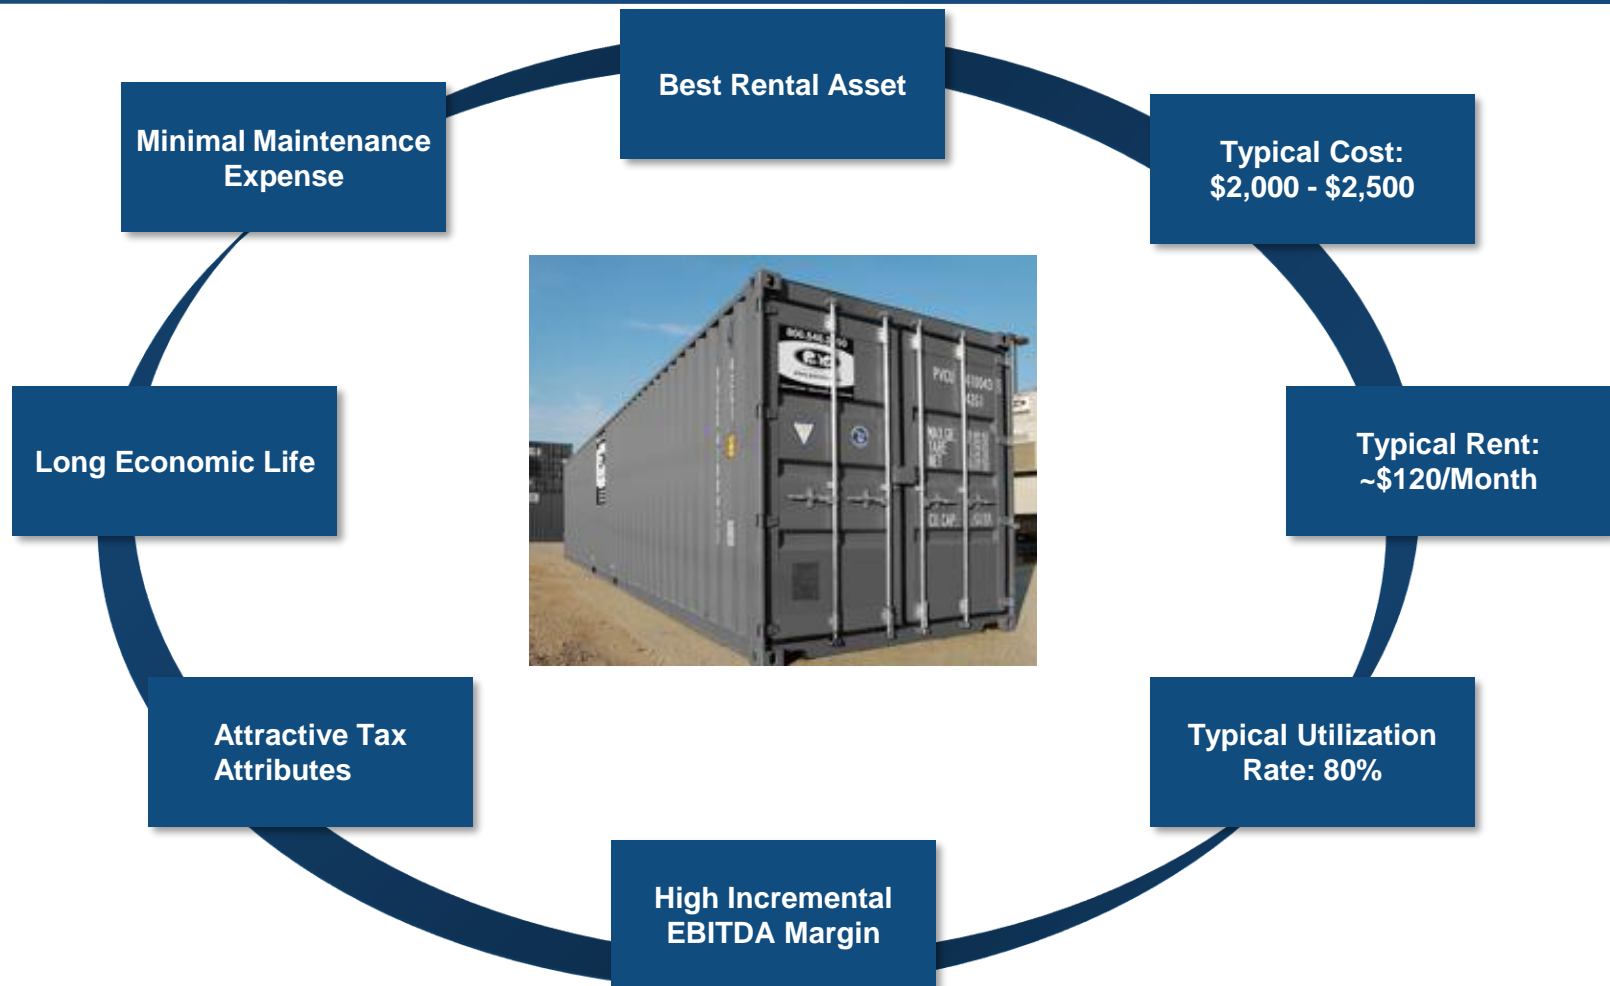 Best Rental Asset
Typical Cost:
$2,000 - $2,500
Typical Rent:
~$120/Month
Typical Utilization
Rate: 80%
High Incremental
EBITDA Margin
Attractive Tax
Attributes
Long Economic Life
Minimal Maintenance
Expense
PVCU